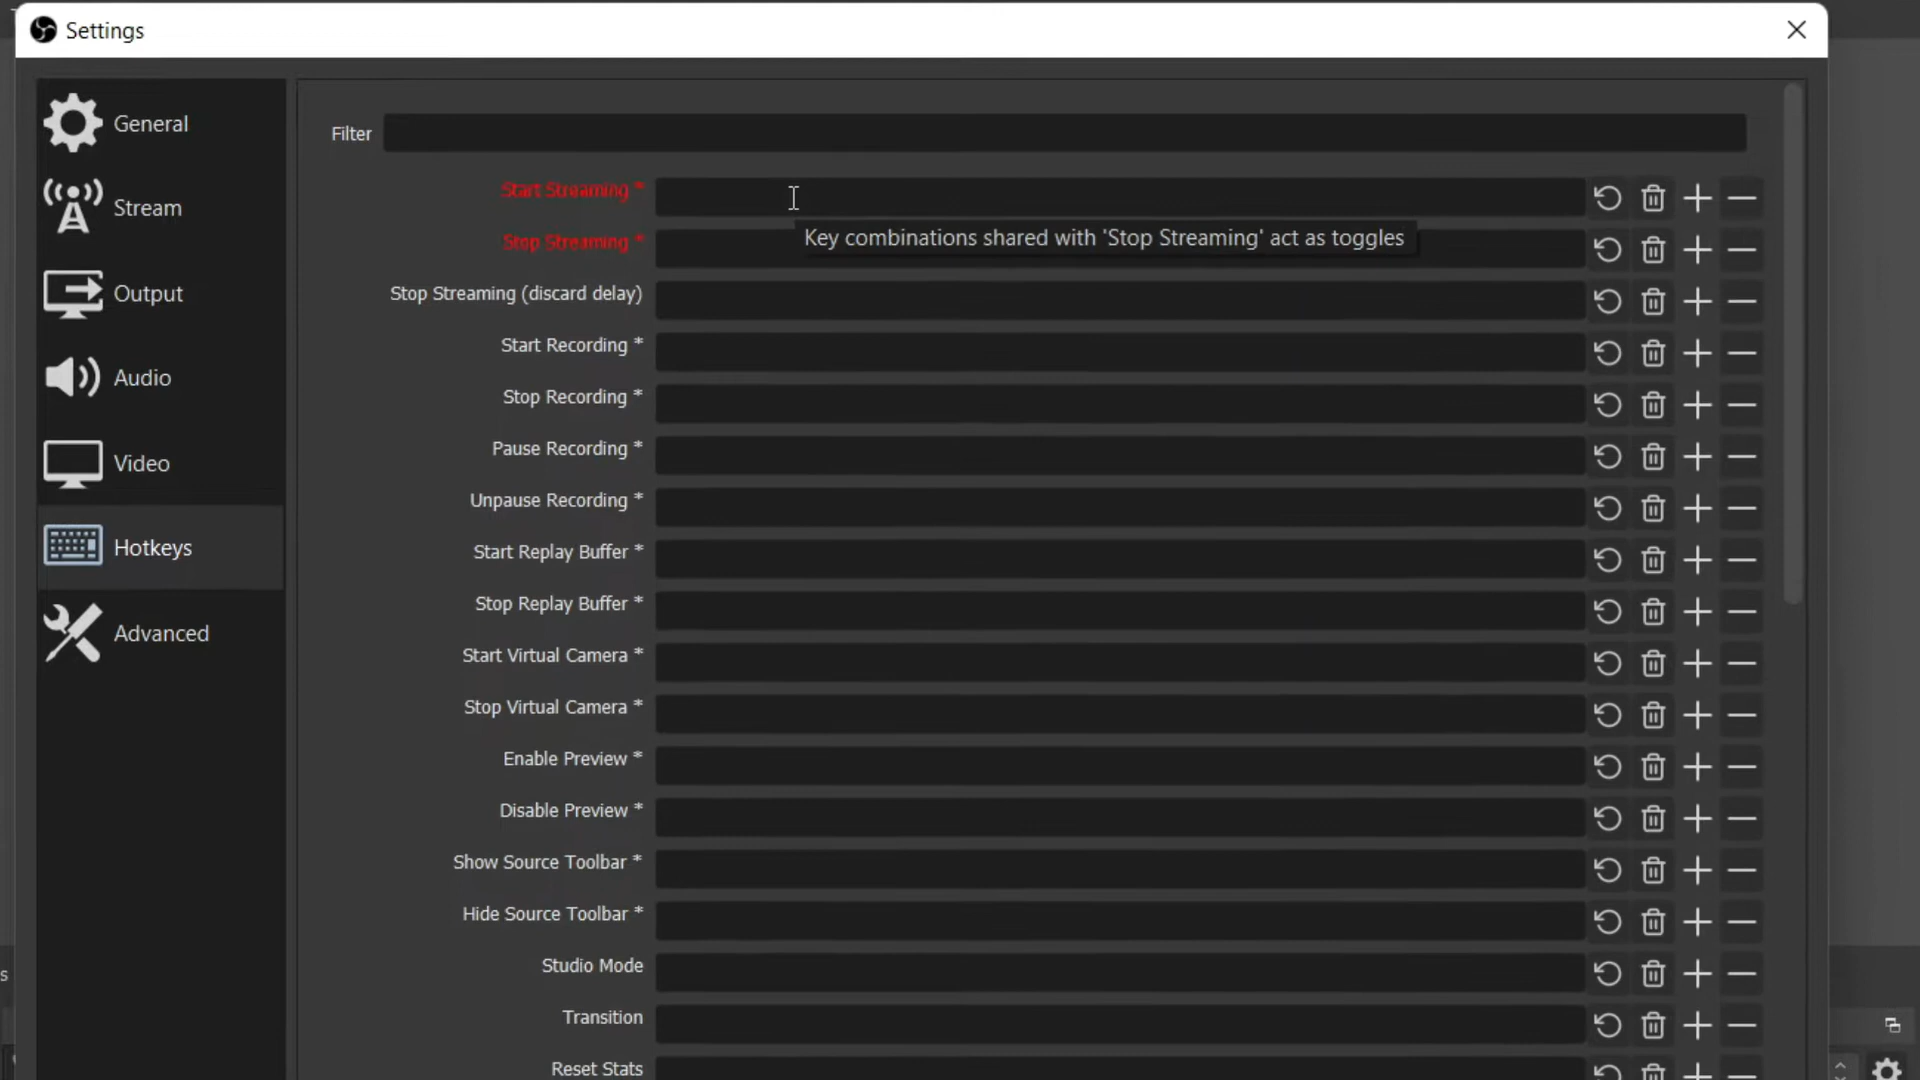 Settings
General
Stream
Output
Audio
Video
Hotkeys
Advanced
Filter
Start Streaming *
Key combinations shared with 'Stop Streaming' act as toggles
Stop Streaming *
Stop Streaming (discard delay)
Start Recording *
Stop Recording *
Pause Recording *
Unpause Recording *
Start Replay Buffer *
Stop Replay Buffer *
Start Virtual Camera *
Stop Virtual Camera *
Enable Preview *
Disable Preview *
Show Source Toolbar *
Hide Source Toolbar *
Studio Mode
Transition
Reset Stats
s